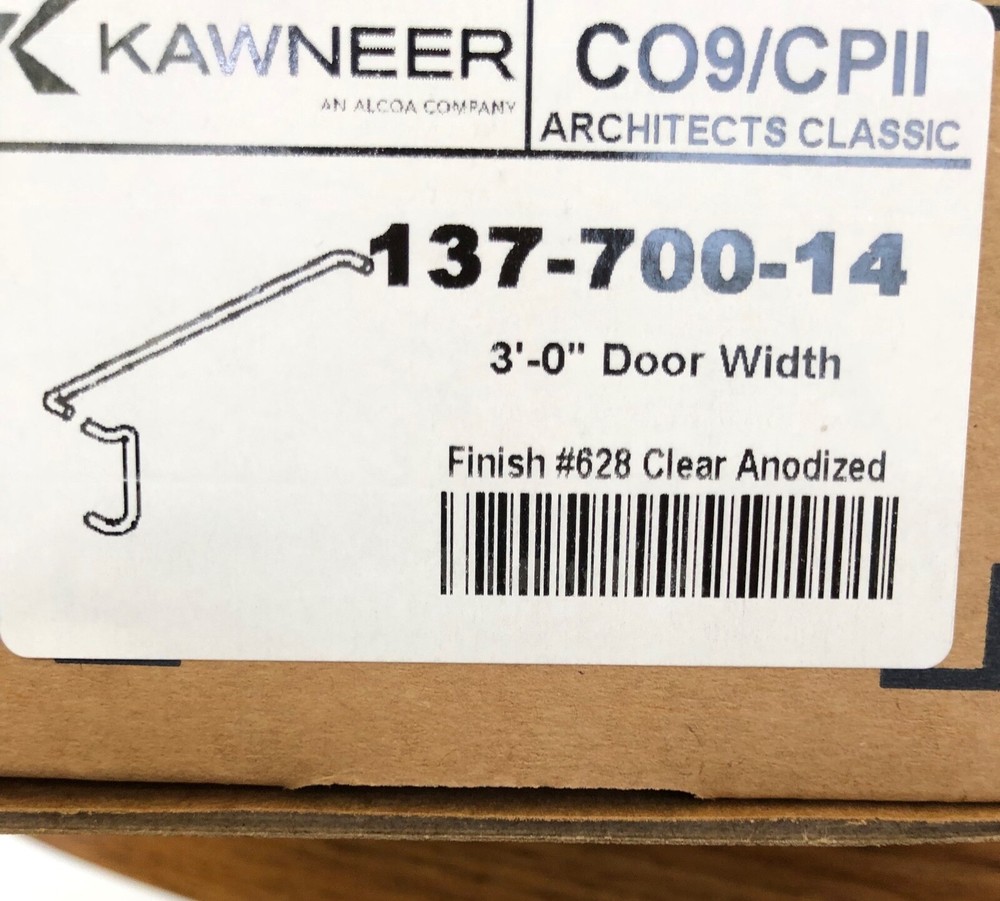 KAWNEER
AN ALCOA COMPANY
CO9/CPII
ARCHITECTS CLASSIC
137-700-14
3'-0" Door Width
Finish #628 Clear Anodized